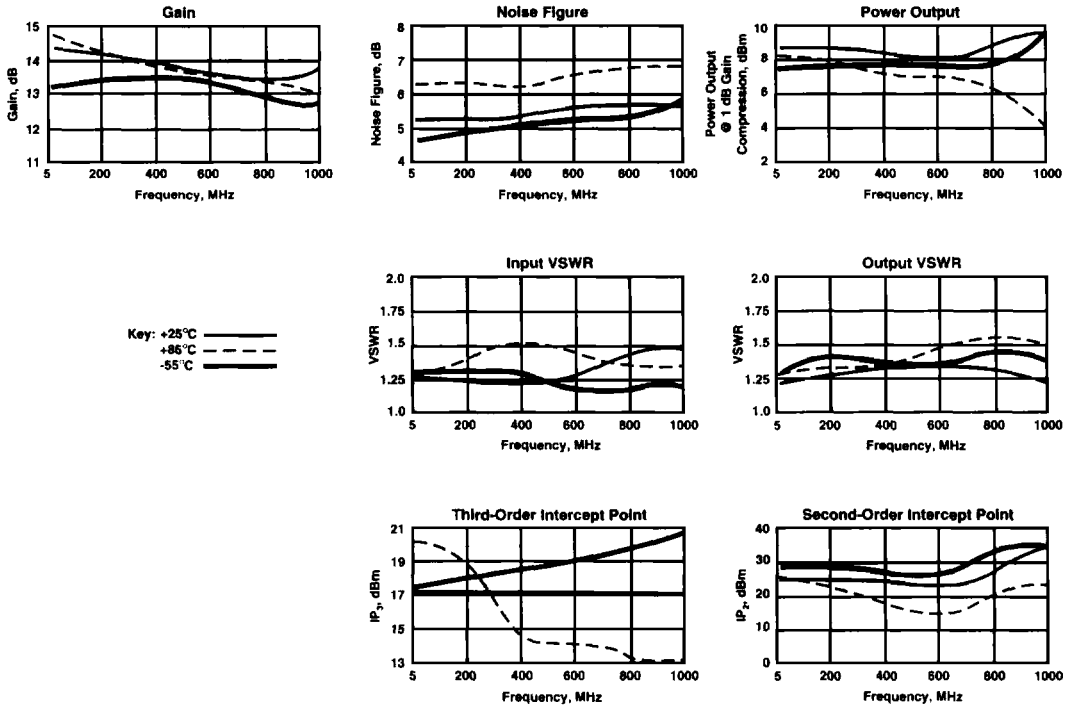 Gain
15
14
13
12
11
Gain, dB
5
200
400
600
800
1000
Frequency, MHz
Noise Figure
8
7
6
5
4
Noise Figure, dB
5
200
400
600
800
1000
Frequency, MHz
Power Output
10
8
6
4
2
Power Output
@ 1 dB Gain
Compression, dBm
5
200
400
600
800
1000
Frequency, MHz
Key: +25°C
+85°C
-55°C
Input VSWR
2.0
1.75
1.5
1.25
1.0
VSWR
5
200
400
600
800
1000
Frequency, MHz
Output VSWR
2.0
1.75
1.5
1.25
1.0
VSWR
5
200
400
600
800
1000
Frequency, MHz
Third-Order Intercept Point
21
19
17
15
13
IP3, dBm
5
200
400
600
800
1000
Frequency, MHz
Second-Order Intercept Point
40
30
20
10
0
IP2, dBm
5
200
400
600
800
1000
Frequency, MHz